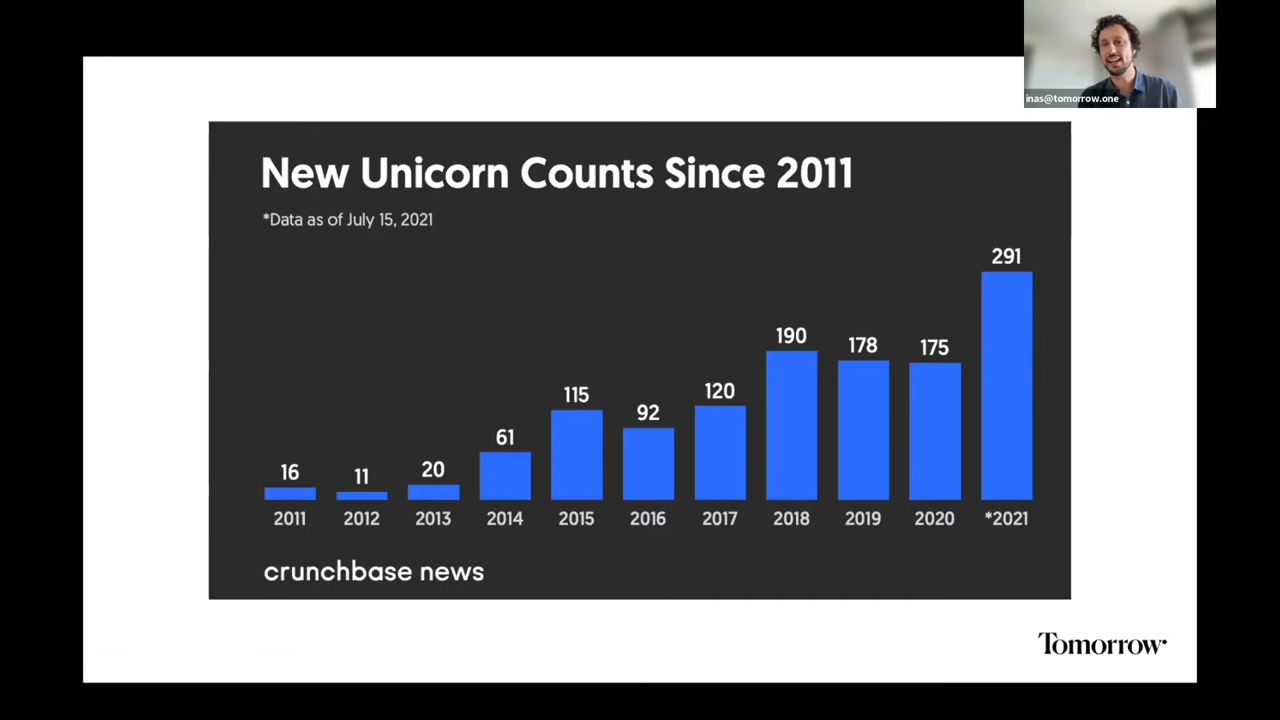 inas@tomorrow.one
New Unicorn Counts Since 2011
*Data as of July 15, 2021
16 11 20 61 115 92 120 190 178 175 291
2011 2012 2013 2014 2015 2016 2017 2018 2019 2020 *2021
crunchbase news
Tomorrow